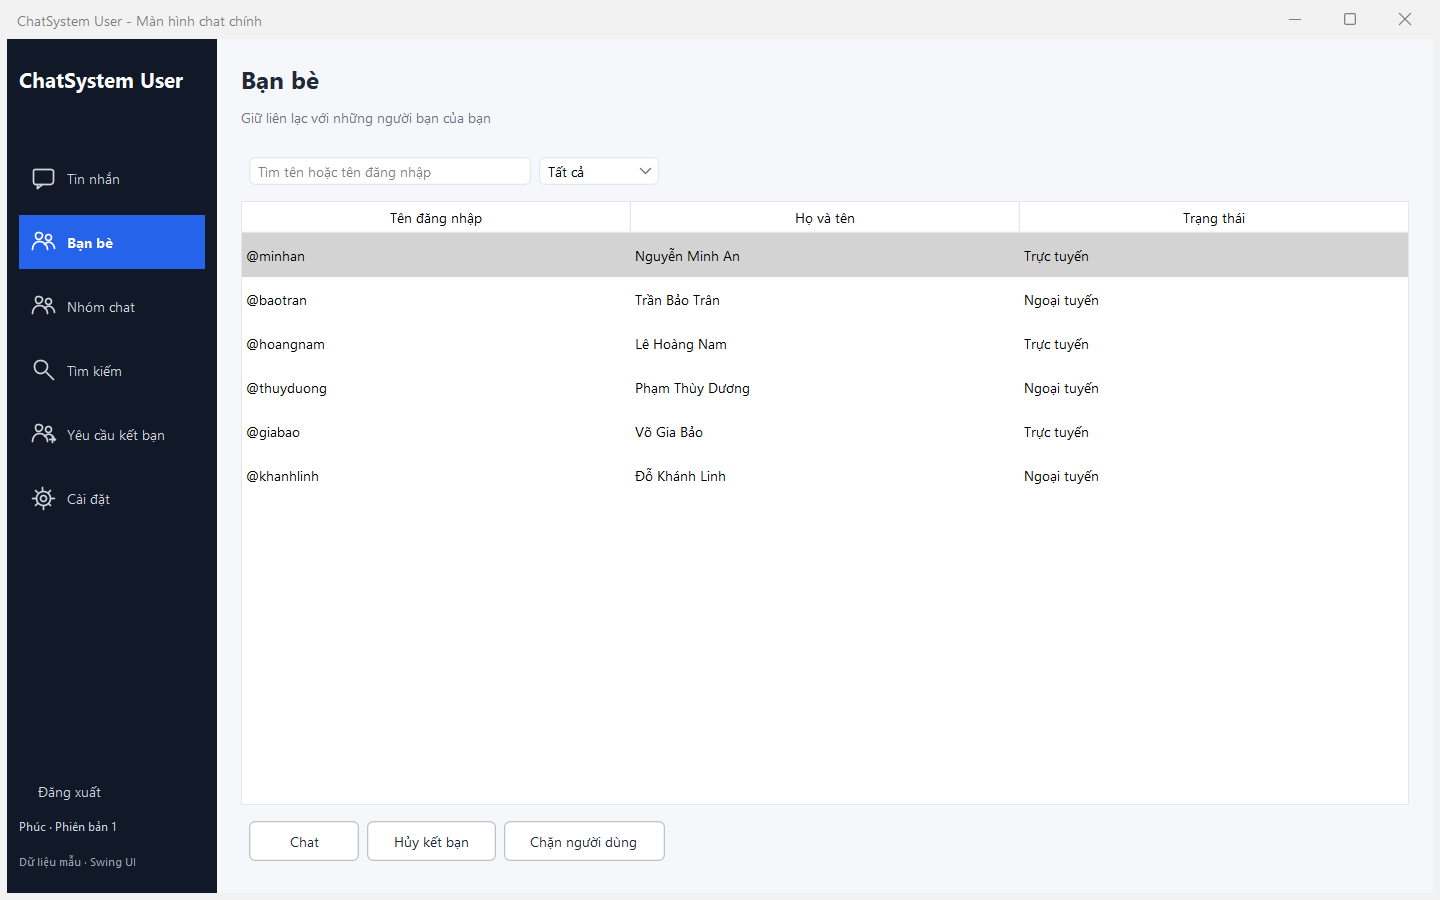 ChatSystem User - Màn hình chat chính
ChatSystem User
Tin nhắn
Bạn bè
Nhóm chat
Tìm kiếm
Yêu cầu kết bạn
Cài đặt
Đăng xuất
Phúc · Phiên bản 1
Dữ liệu mẫu · Swing UI
Bạn bè
Giữ liên lạc với những người bạn của bạn
Tìm tên hoặc tên đăng nhập
Tất cả
Tên đăng nhập Họ và tên Trạng thái
@minhan Nguyễn Minh An Trực tuyến
@baotran Trần Bảo Trân Ngoại tuyến
@hoangnam Lê Hoàng Nam Trực tuyến
@thuyduong Phạm Thùy Dương Ngoại tuyến
@giabao Võ Gia Bảo Trực tuyến
@khanhlinh Đỗ Khánh Linh Ngoại tuyến
Chat Hủy kết bạn Chặn người dùng